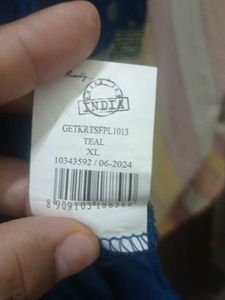 INDIA
GETKRTSFPL1013
TEAL
XL
10343592 / 06-2024